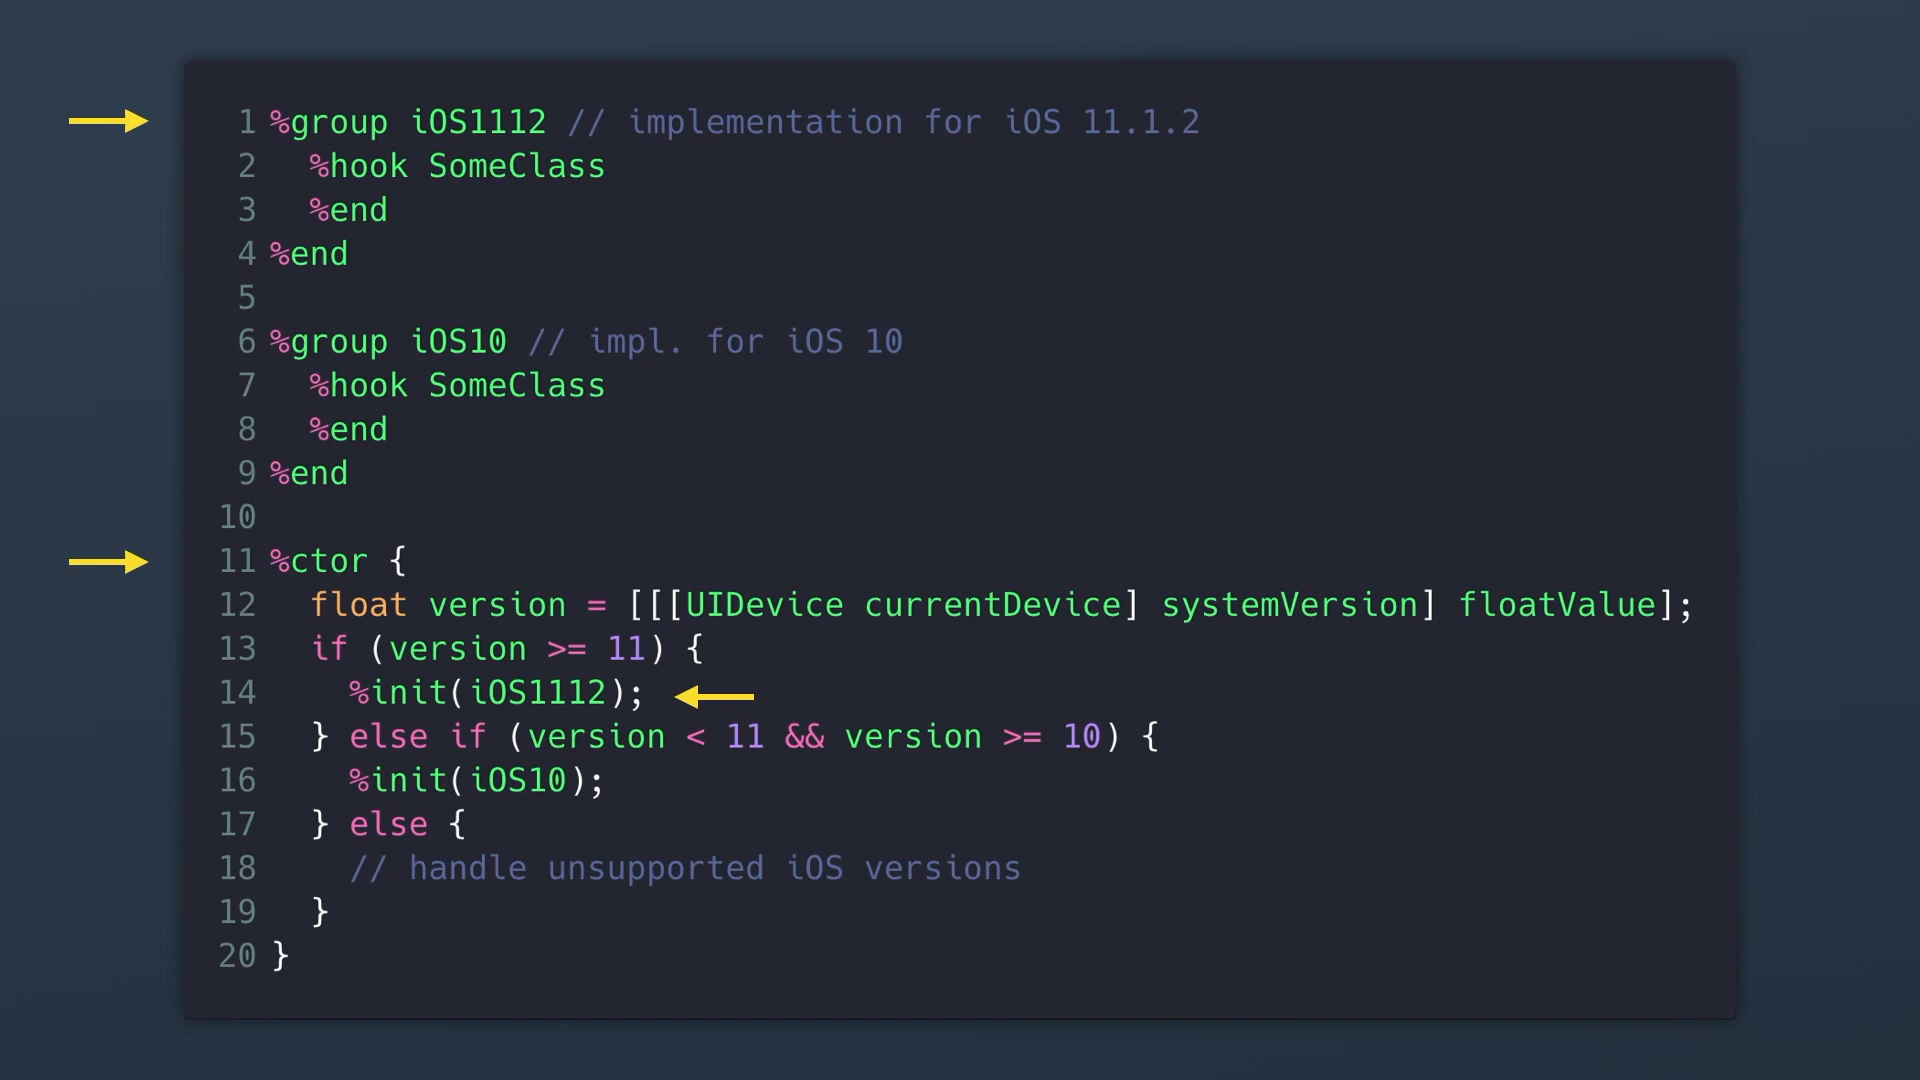 1 %group iOS1112 // implementation for iOS 11.1.2
2   %hook SomeClass
3   %end
4 %end
5
6 %group iOS10 // impl. for iOS 10
7   %hook SomeClass
8   %end
9 %end
10
11 %ctor {
12   float version = [[[UIDevice currentDevice] systemVersion] floatValue];
13   if (version >= 11) {
14     %init(iOS1112);
15   } else if (version < 11 && version >= 10) {
16     %init(iOS10);
17   } else {
18     // handle unsupported iOS versions
19   }
20 }